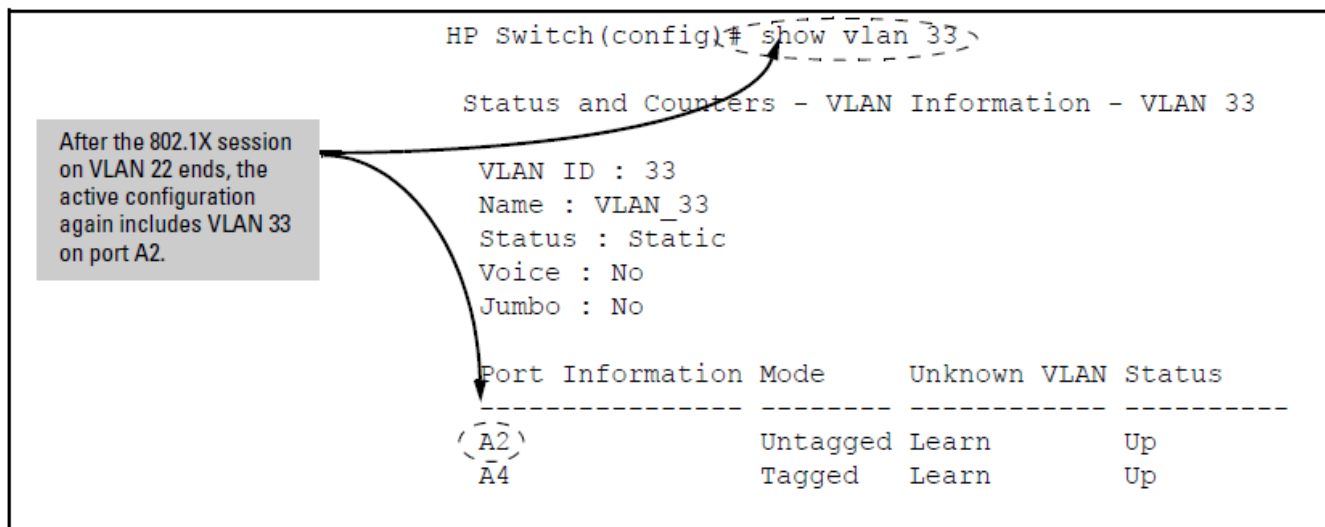 HP Switch(config)# show vlan 33
Status and Counters - VLAN Information - VLAN 33
After the 802.1X session
on VLAN 22 ends, the
active configuration
again includes VLAN 33
on port A2.
VLAN ID : 33
Name : VLAN_33
Status : Static
Voice : No
Jumbo : No
Port Information Mode     Unknown VLAN Status
---------------- -------- ------------ ----------
A2               Untagged Learn        Up
A4               Tagged   Learn        Up